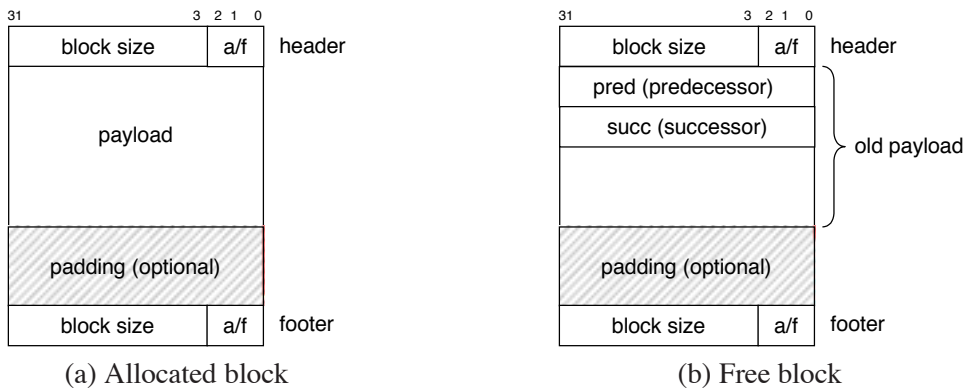 31 3 2 1 0
block size a/f header
payload
padding (optional)
block size a/f footer
(a) Allocated block
31 3 2 1 0
block size a/f header
pred (predecessor)
succ (successor)
old payload
padding (optional)
block size a/f footer
(b) Free block